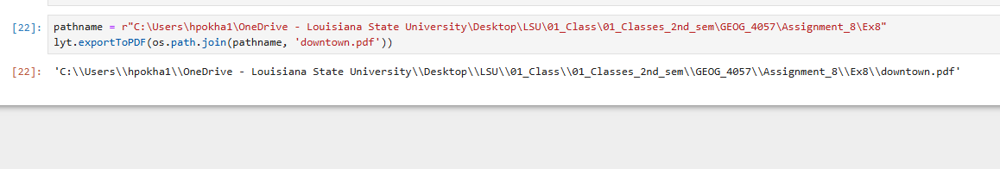 [22]: pathname = r"C:\Users\hpokha1\OneDrive - Louisiana State University\Desktop\LSU\01_Class\01_Classes_2nd_sem\GEOG_4057\Assignment_8\Ex8"
lyt.exportToPDF(os.path.join(pathname, 'downtown.pdf'))
[22]: 'C:\\Users\\hpokha1\\OneDrive - Louisiana State University\\Desktop\\LSU\\01_Class\\01_Classes_2nd_sem\\GEOG_4057\\Assignment_8\\Ex8\\downtown.pdf'